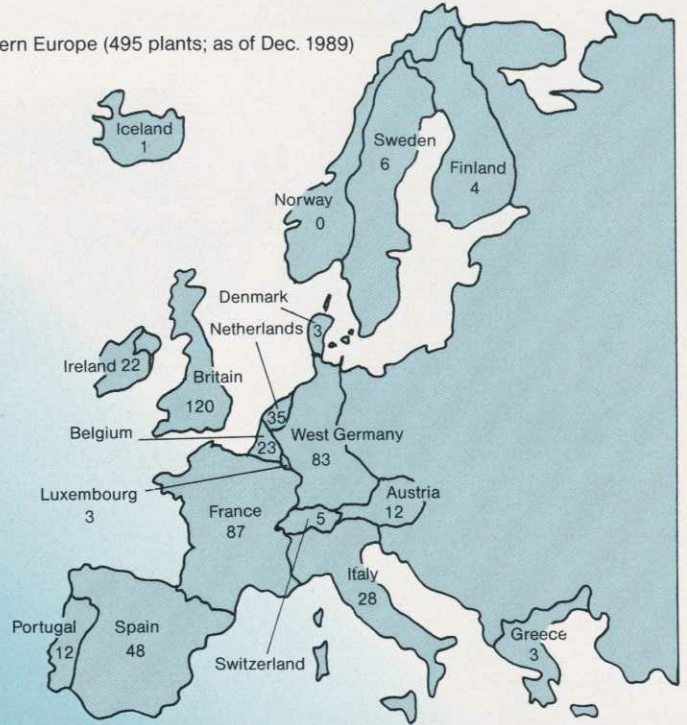 ern Europe (495 plants; as of Dec. 1989)
Iceland
1
Sweden
6
Finland
4
Norway
0
Denmark
3
Netherlands
35
Ireland 22
Britain
120
Belgium
23
West Germany
83
Luxembourg
3
France
87
Austria
12
5
Switzerland
Italy
28
Portugal
12
Spain
48
Greece
3